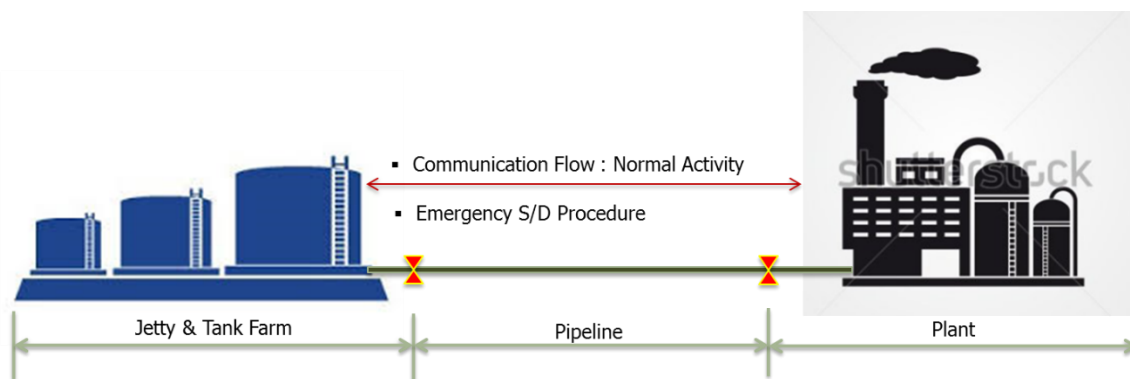 ▪ Communication Flow : Normal Activity
shutterstock
▪ Emergency S/D Procedure
Jetty & Tank Farm
Pipeline
Plant